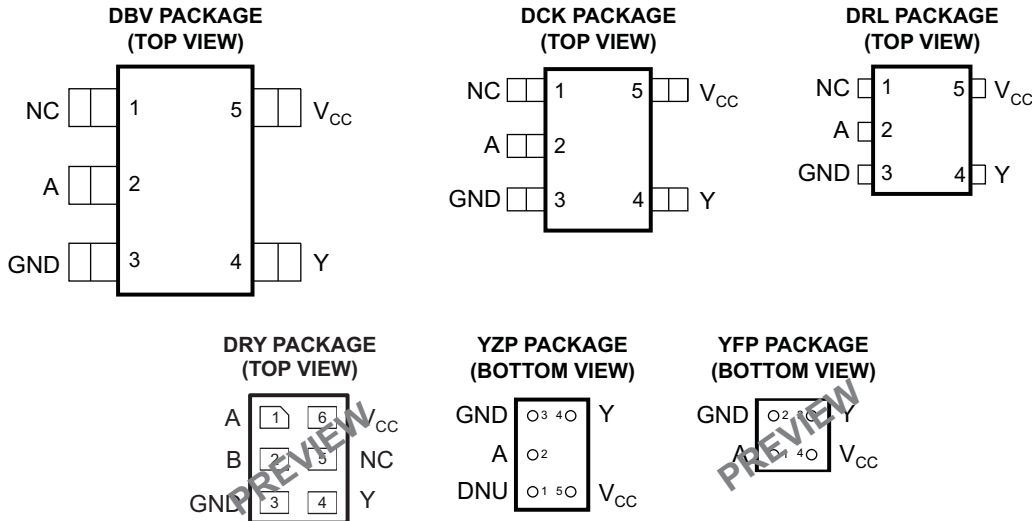 DBV PACKAGE
(TOP VIEW)
NC 1 5 VCC
A 2
GND 3 4 Y
DCK PACKAGE
(TOP VIEW)
NC 1 5 VCC
A 2
GND 3 4 Y
DRL PACKAGE
(TOP VIEW)
NC 1 5 VCC
A 2
GND 3 4 Y
DRY PACKAGE
(TOP VIEW)
A 1 6 VCC
B 2 5 NC
GND 3 4 Y
PREVIEW
YZP PACKAGE
(BOTTOM VIEW)
GND 3 4 Y
A 2
DNU 1 5 VCC
YFP PACKAGE
(BOTTOM VIEW)
GND 2 3 Y
A 1 4 VCC
PREVIEW